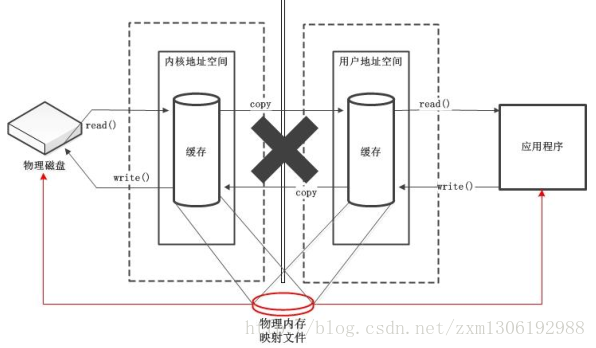 内核地址空间
用户地址空间
copy
read()
read()
缓存
缓存
应用程序
物理磁盘
write()
copy
write()
物理内存
映射文件
http://blog.csdn.net/zxm1306192988